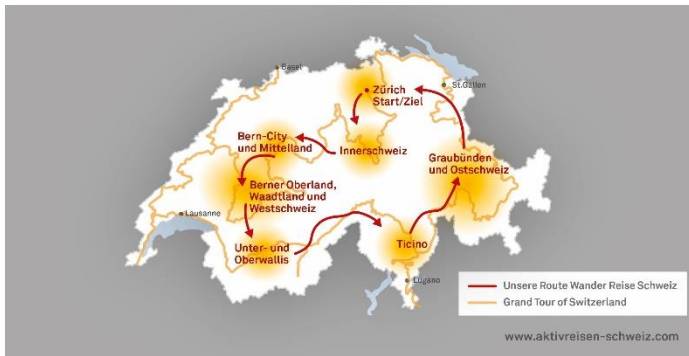 Basel
Zürich
Start/Ziel
St.Gallen
Bern-City
und Mittelland
Innerschweiz
Graubünden
und Ostschweiz
Berner Oberland,
Waadtland und
Westschweiz
Lausanne
Unter- und
Oberwallis
Ticino
Lugano
Unsere Route Wander Reise Schweiz
Grand Tour of Switzerland
www.aktivreisen-schweiz.com